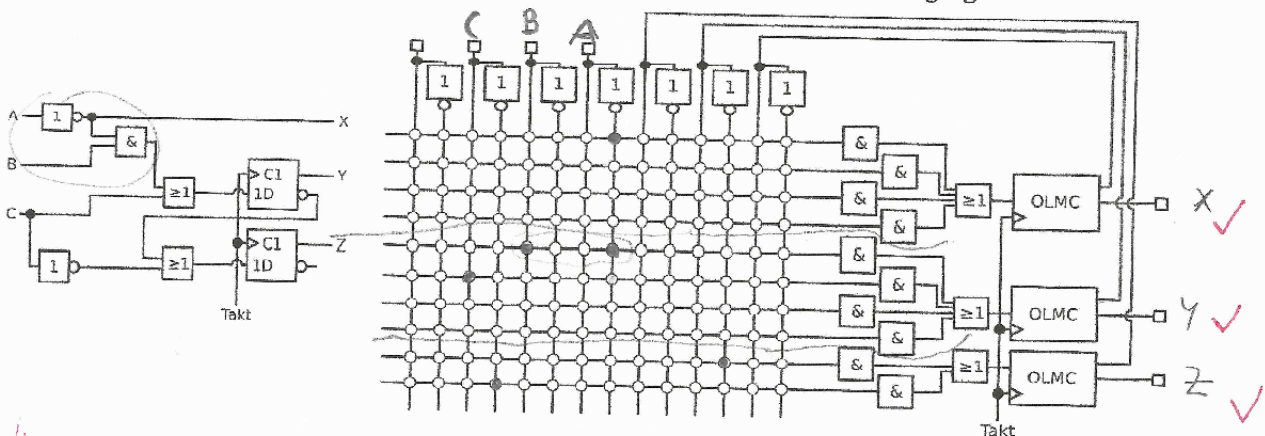 C B A
1 1 1 1 1 1 1
A 1 X
& &
B &
≥1 C1 Y & ≥1 OLMC X
1D &
C
≥1 C1 Z &
1D
1 &
Takt & ≥1 OLMC Y
&
& ≥1 OLMC Z
&
Takt